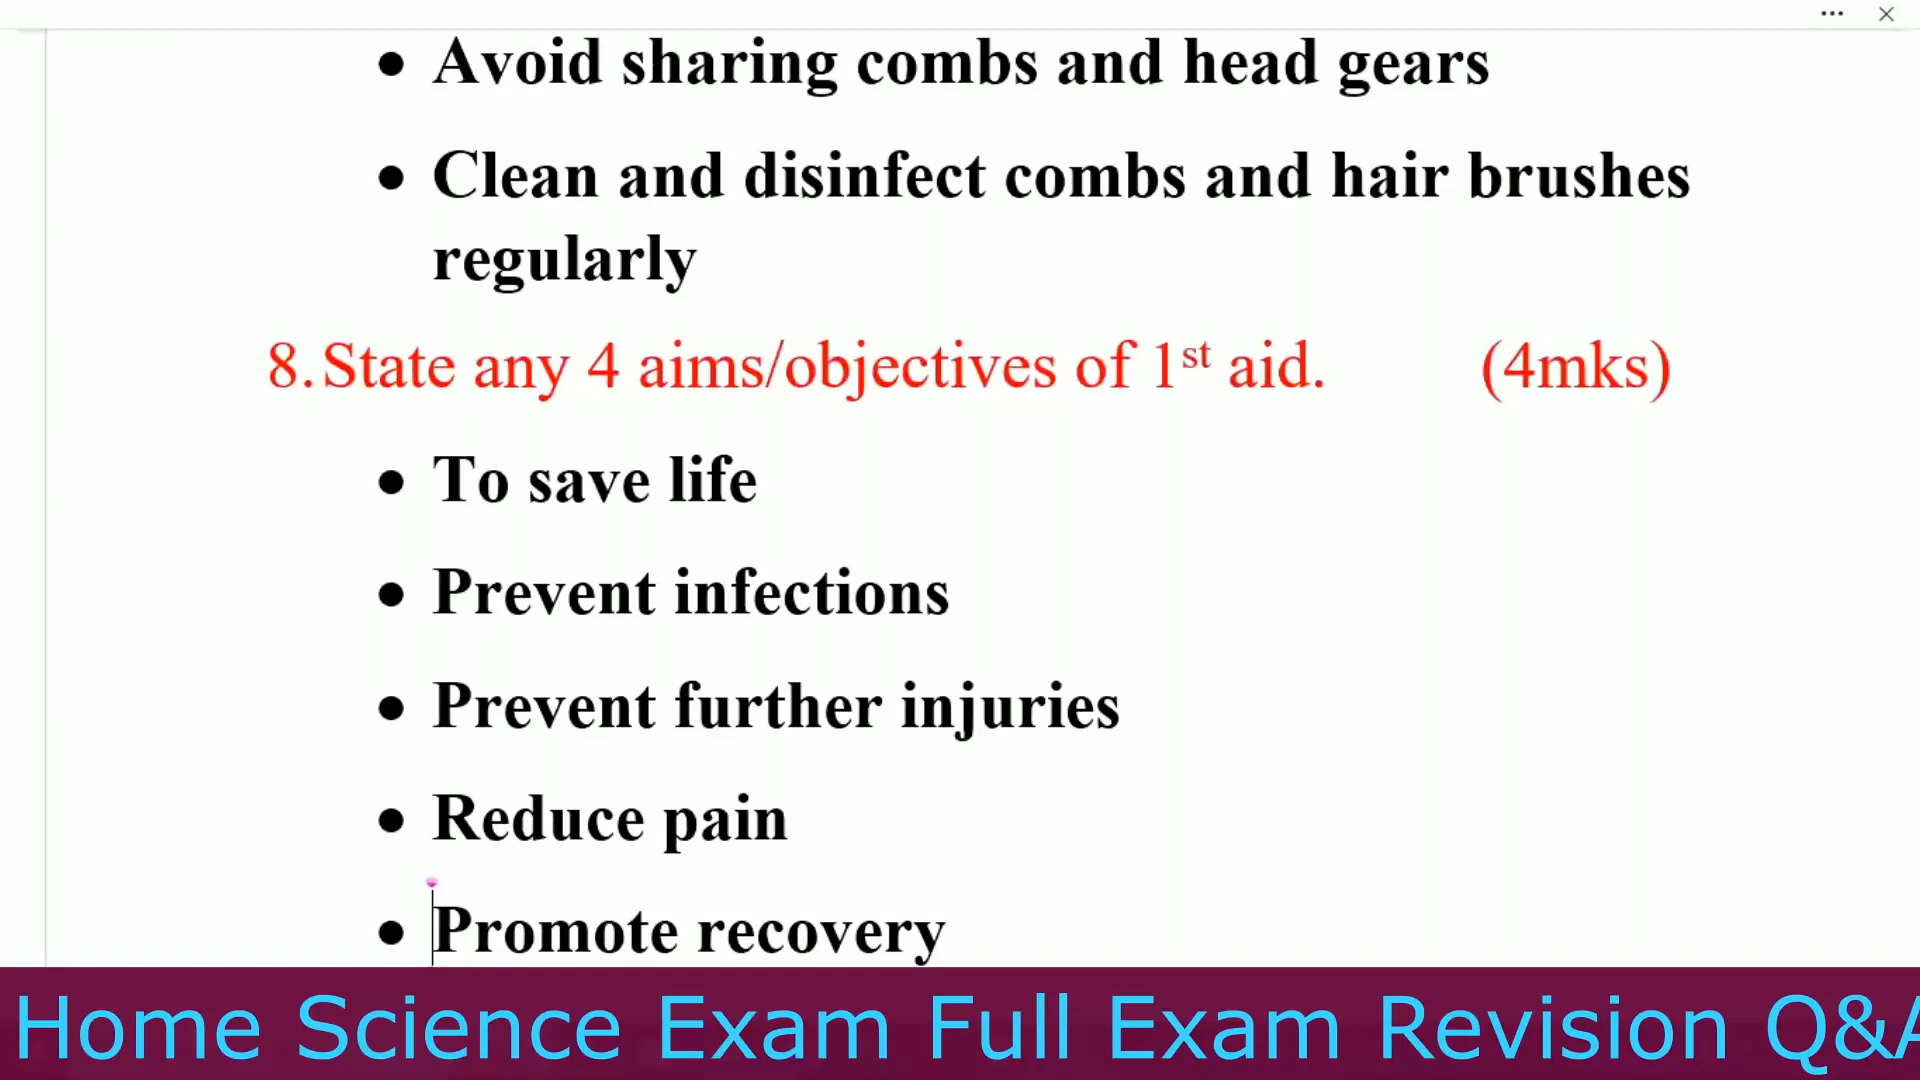 • Avoid sharing combs and head gears
• Clean and disinfect combs and hair brushes
regularly
8. State any 4 aims/objectives of 1st aid. (4mks)
• To save life
• Prevent infections
• Prevent further injuries
• Reduce pain
• Promote recovery
Home Science Exam Full Exam Revision Q&A